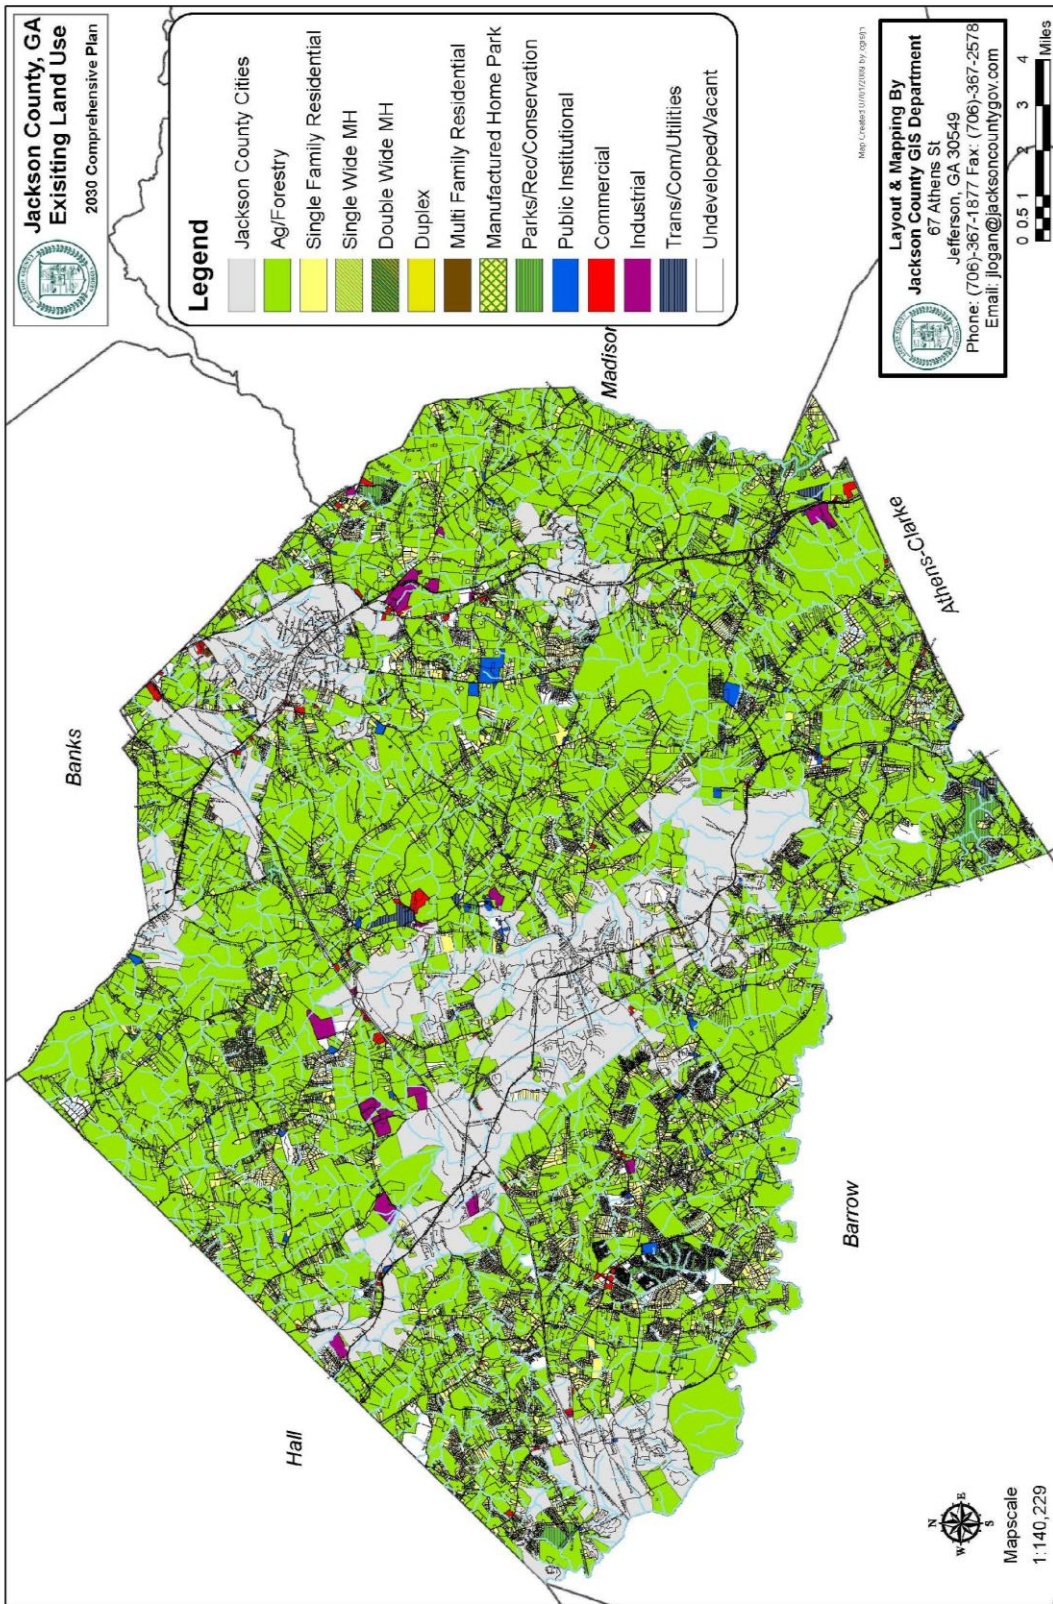 Jackson County, GA
Exisiting Land Use
2030 Comprehensive Plan
Legend
Jackson County Cities
Ag/Forestry
Single Family Residential
Single Wide MH
Double Wide MH
Duplex
Multi Family Residential
Manufactured Home Park
Parks/Rec/Conservation
Public Institutional
Commercial
Industrial
Trans/Com/Utilities
Undeveloped/Vacant
Banks
Hall
Madison
Barrow
Athens-Clarke
N
W E
S
Mapscale
1:140,229
Layout & Mapping By
Jackson County GIS Department
67 Athens St
Jefferson, GA 30549
Phone: (706)-367-1877 Fax: (706)-367-2578
Email: jlogan@jacksoncountygov.com
0 0.5 1 2 3 4
Miles